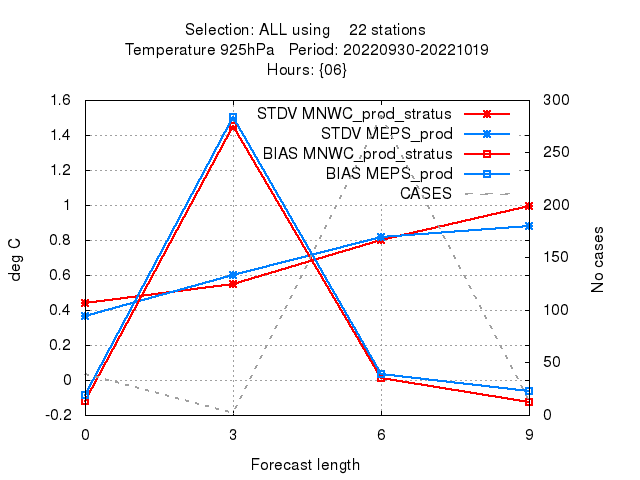 Selection: ALL using    22 stations
Temperature 925hPa   Period: 20220930-20221019
Hours: {06}
STDV MNWC_prod_stratus
STDV MEPS_prod
BIAS MNWC_prod_stratus
BIAS MEPS_prod
CASES
deg C
1.6
1.4
1.2
1
0.8
0.6
0.4
0.2
0
-0.2
300
250
200
150
100
50
0
No cases
0 3 6 9
Forecast length